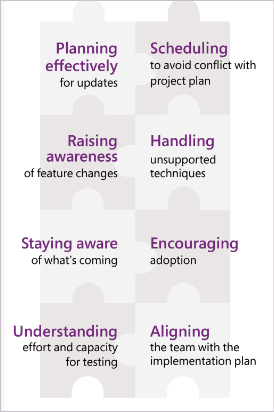 Planning
effectively
for updates
Scheduling
to avoid conflict with
project plan
Raising
awareness
of feature changes
Handling
unsupported
techniques
Staying aware
of what's coming
Encouraging
adoption
Understanding
effort and capacity
for testing
Aligning
the team with the
implementation plan